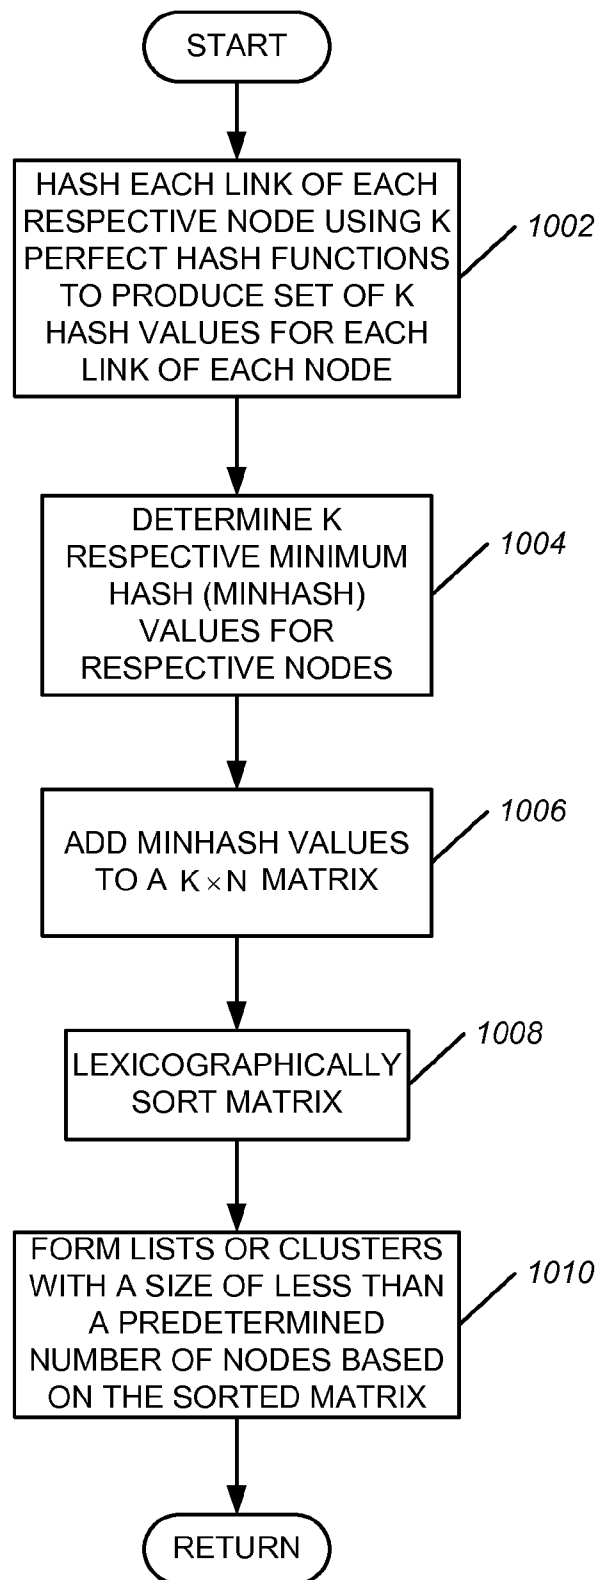 START
HASH EACH LINK OF EACH
RESPECTIVE NODE USING K
PERFECT HASH FUNCTIONS
TO PRODUCE SET OF K
HASH VALUES FOR EACH
LINK OF EACH NODE
1002
DETERMINE K
RESPECTIVE MINIMUM
HASH (MINHASH)
VALUES FOR
RESPECTIVE NODES
1004
ADD MINHASH VALUES
TO A K × N MATRIX
1006
LEXICOGRAPHICALLY
SORT MATRIX
1008
FORM LISTS OR CLUSTERS
WITH A SIZE OF LESS THAN
A PREDETERMINED
NUMBER OF NODES BASED
ON THE SORTED MATRIX
1010
RETURN